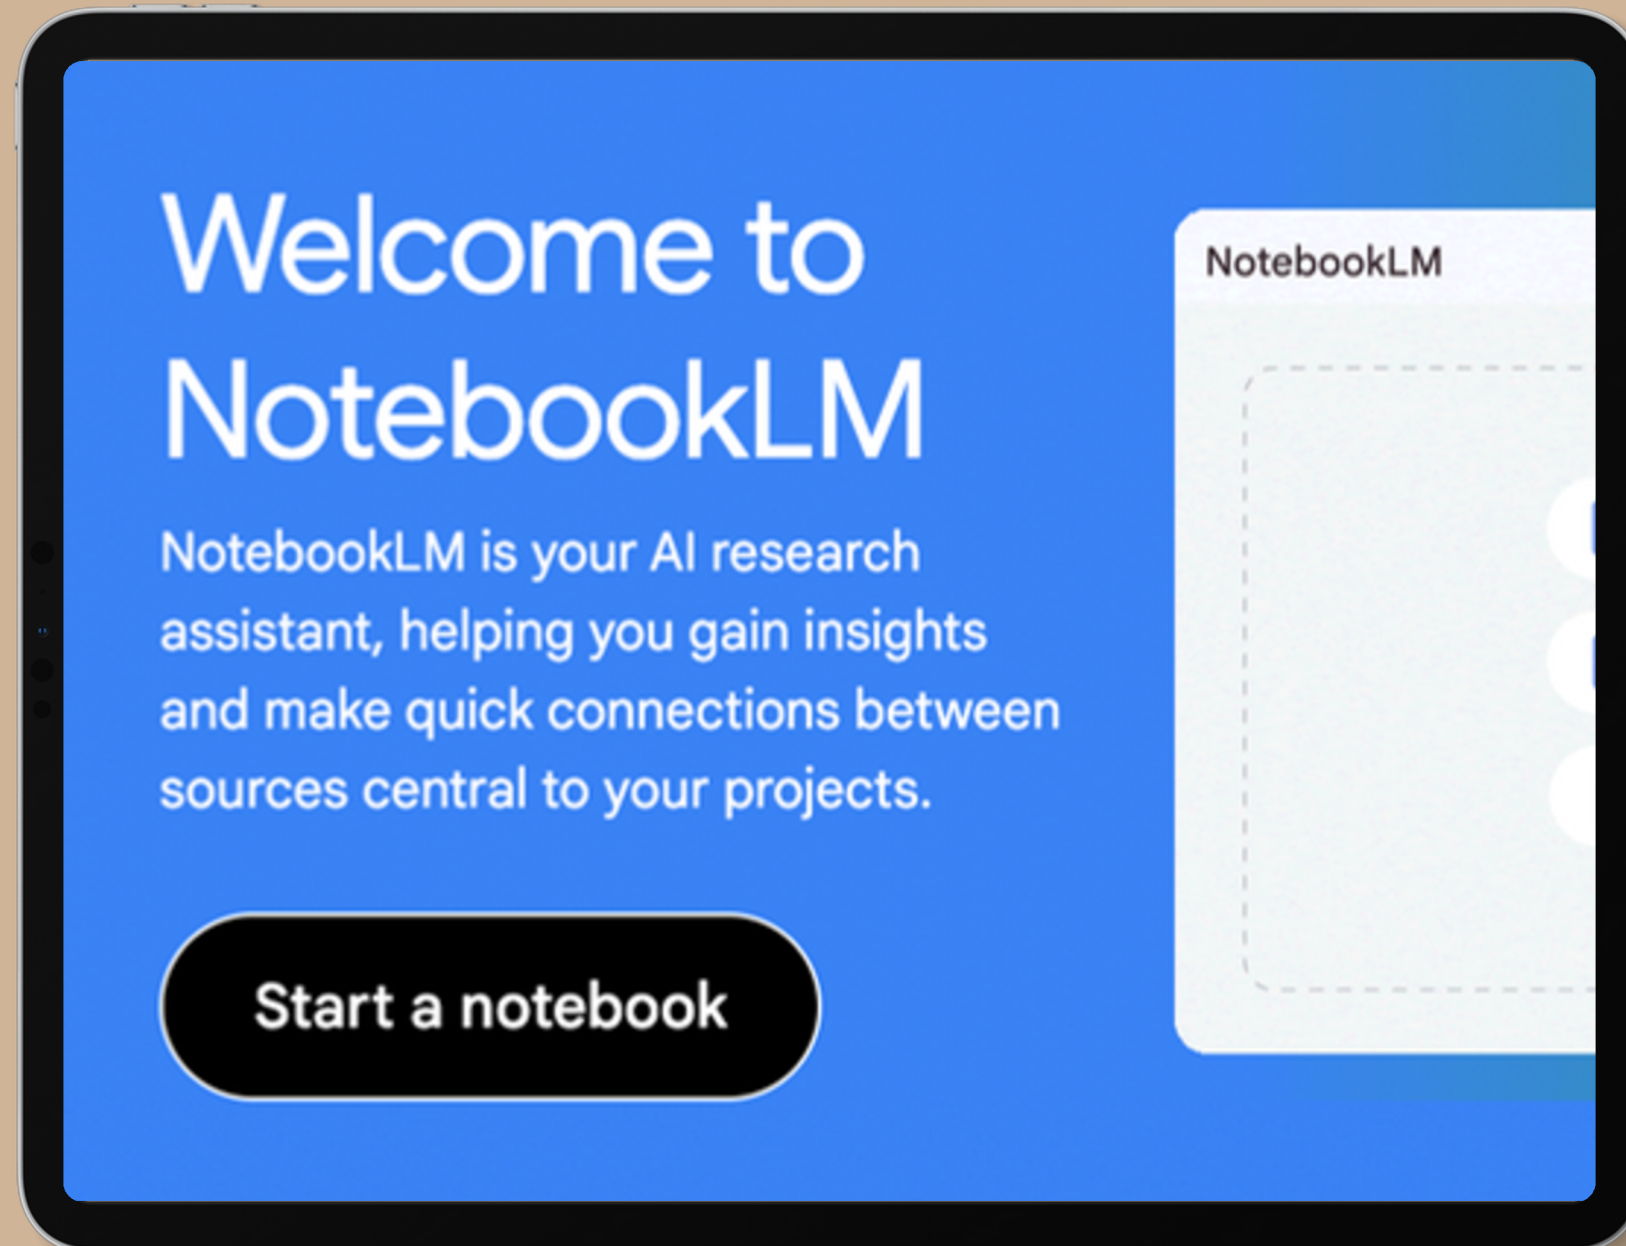 Welcome to
NotebookLM
NotebookLM is your AI research
assistant, helping you gain insights
and make quick connections between
sources central to your projects.
Start a notebook
NotebookLM